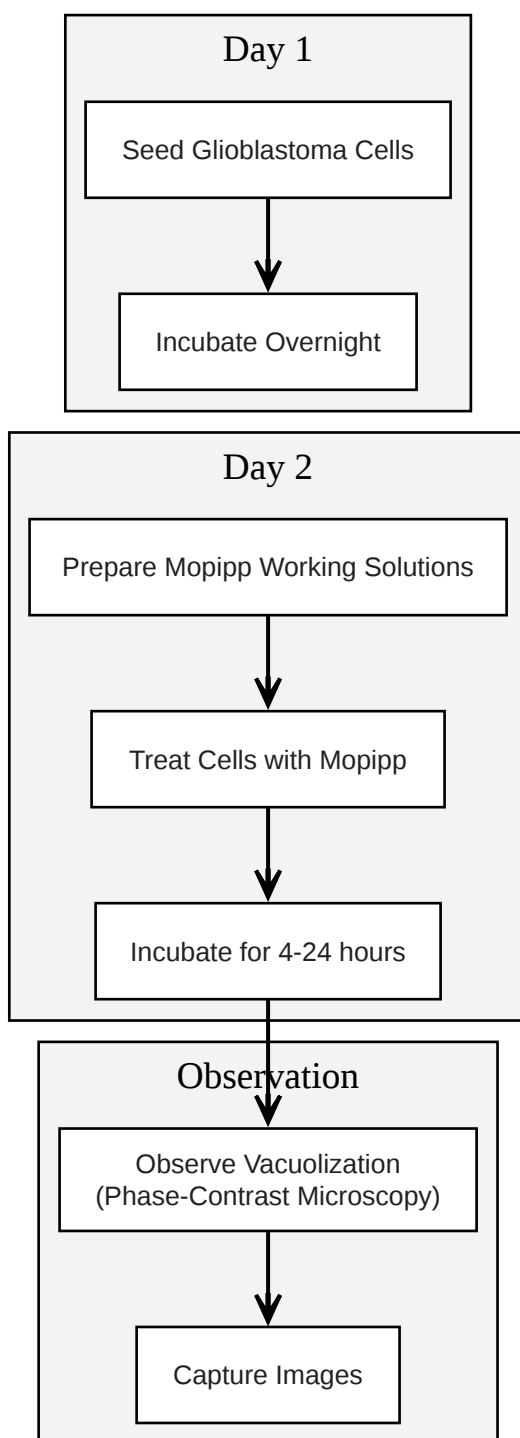 Day 1
Seed Glioblastoma Cells
Incubate Overnight
Day 2
Prepare Mopipp Working Solutions
Treat Cells with Mopipp
Incubate for 4-24 hours
Observation
Observe Vacuolization
(Phase-Contrast Microscopy)
Capture Images